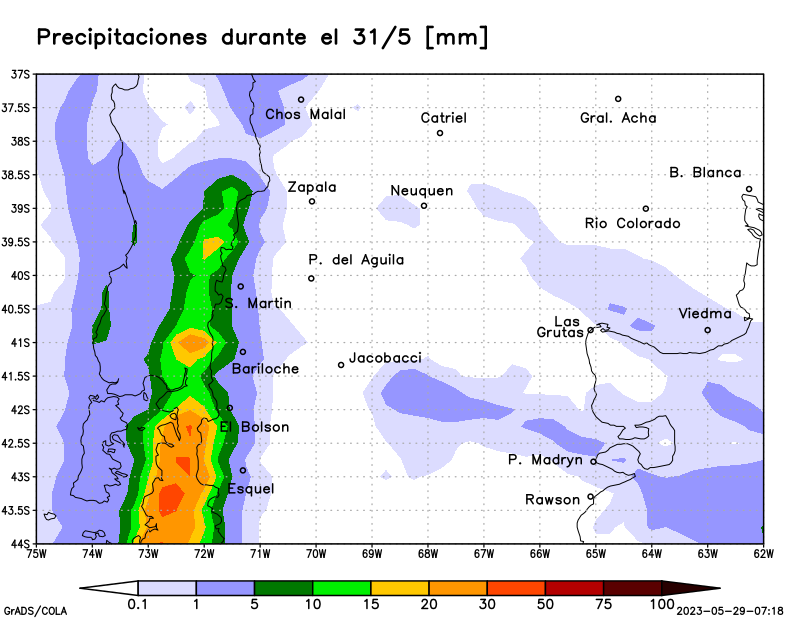 Precipitaciones durante el 31/5 [mm]
37S
37.5S
Chos Malal
Catriel
Gral. Acha
38S
38.5S
B. Blanca
Zapala
Neuquen
39S
Rio Colorado
39.5S
P. del Aguila
40S
S. Martin
40.5S
Viedma
Las
Grutas
41S
Jacobacci
Bariloche
41.5S
42S
El Bolson
42.5S
P. Madryn
43S
Esquel
Rawson
43.5S
44S
75W 74W 73W 72W 71W 70W 69W 68W 67W 66W 65W 64W 63W 62W
0.1 1 5 10 15 20 30 50 75 100
GrADS/COLA
2023-05-29-07:18